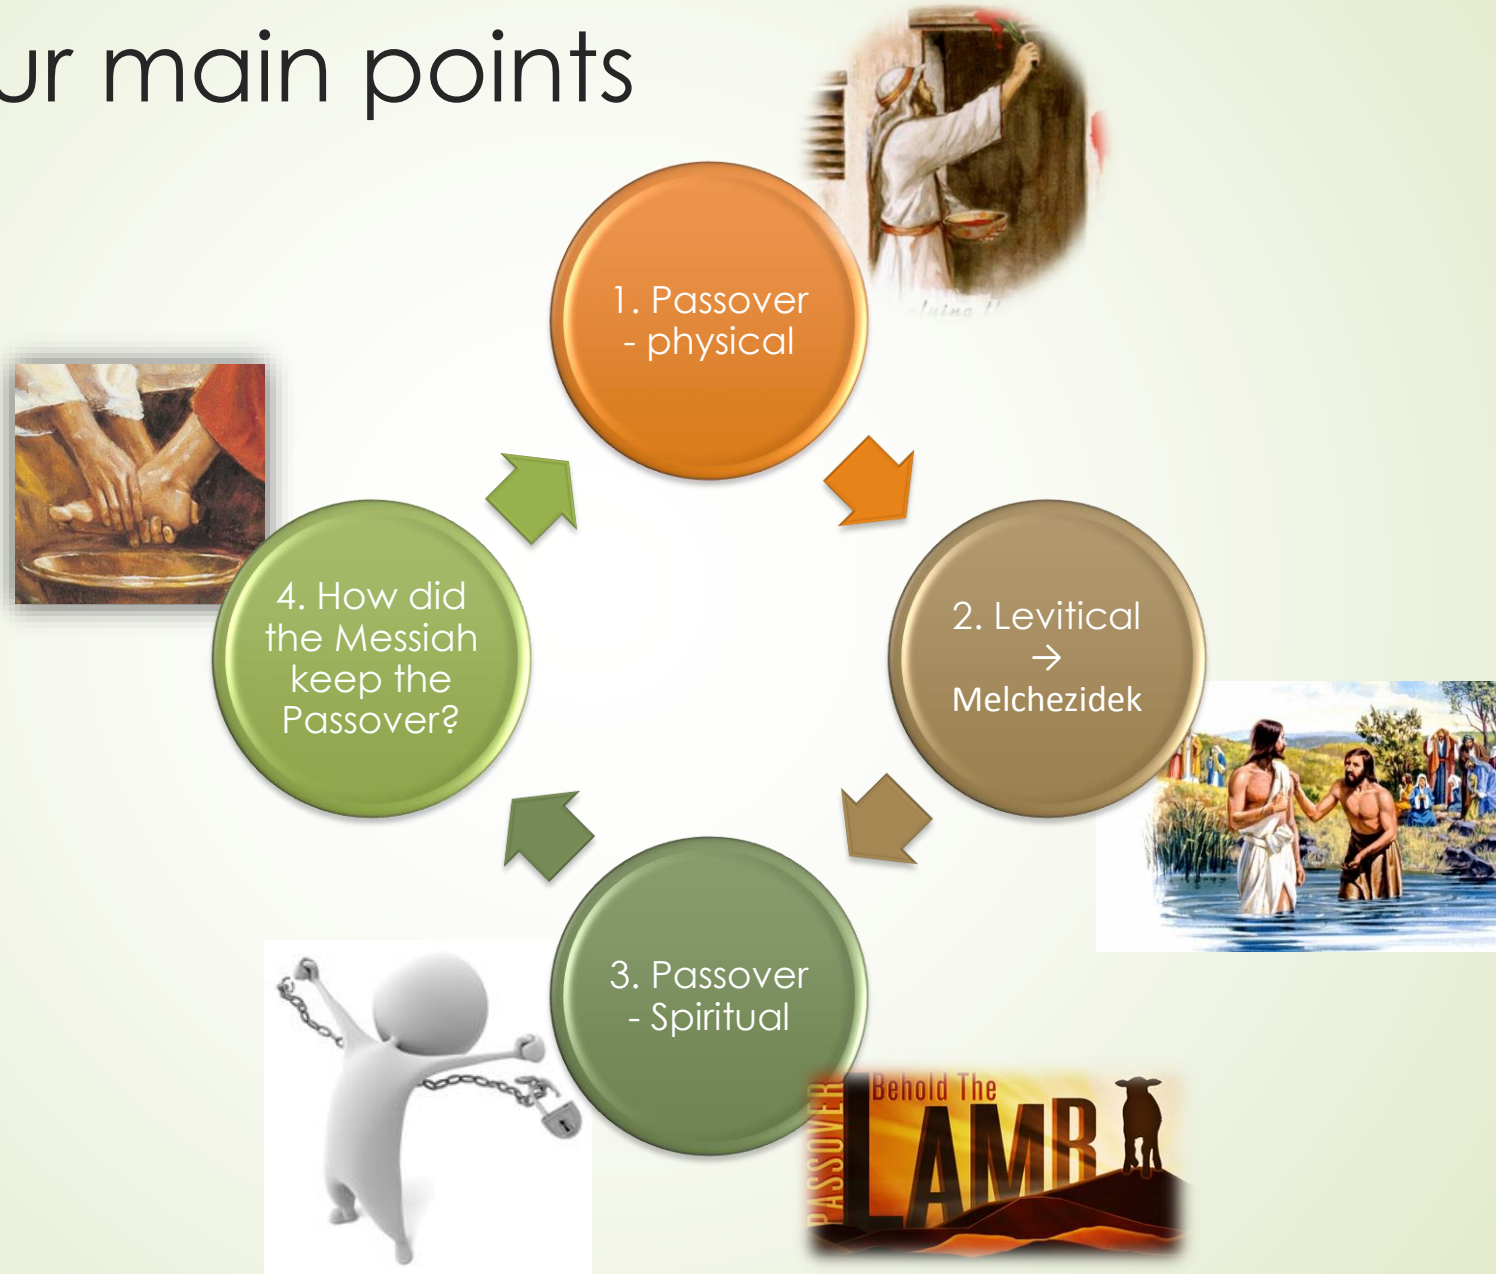 ur main points
1. Passover
- physical
2. Levitical
→
Melchezidek
3. Passover
- Spiritual
4. How did
the Messiah
keep the
Passover?
PASSOVER
Behold The
LAMB